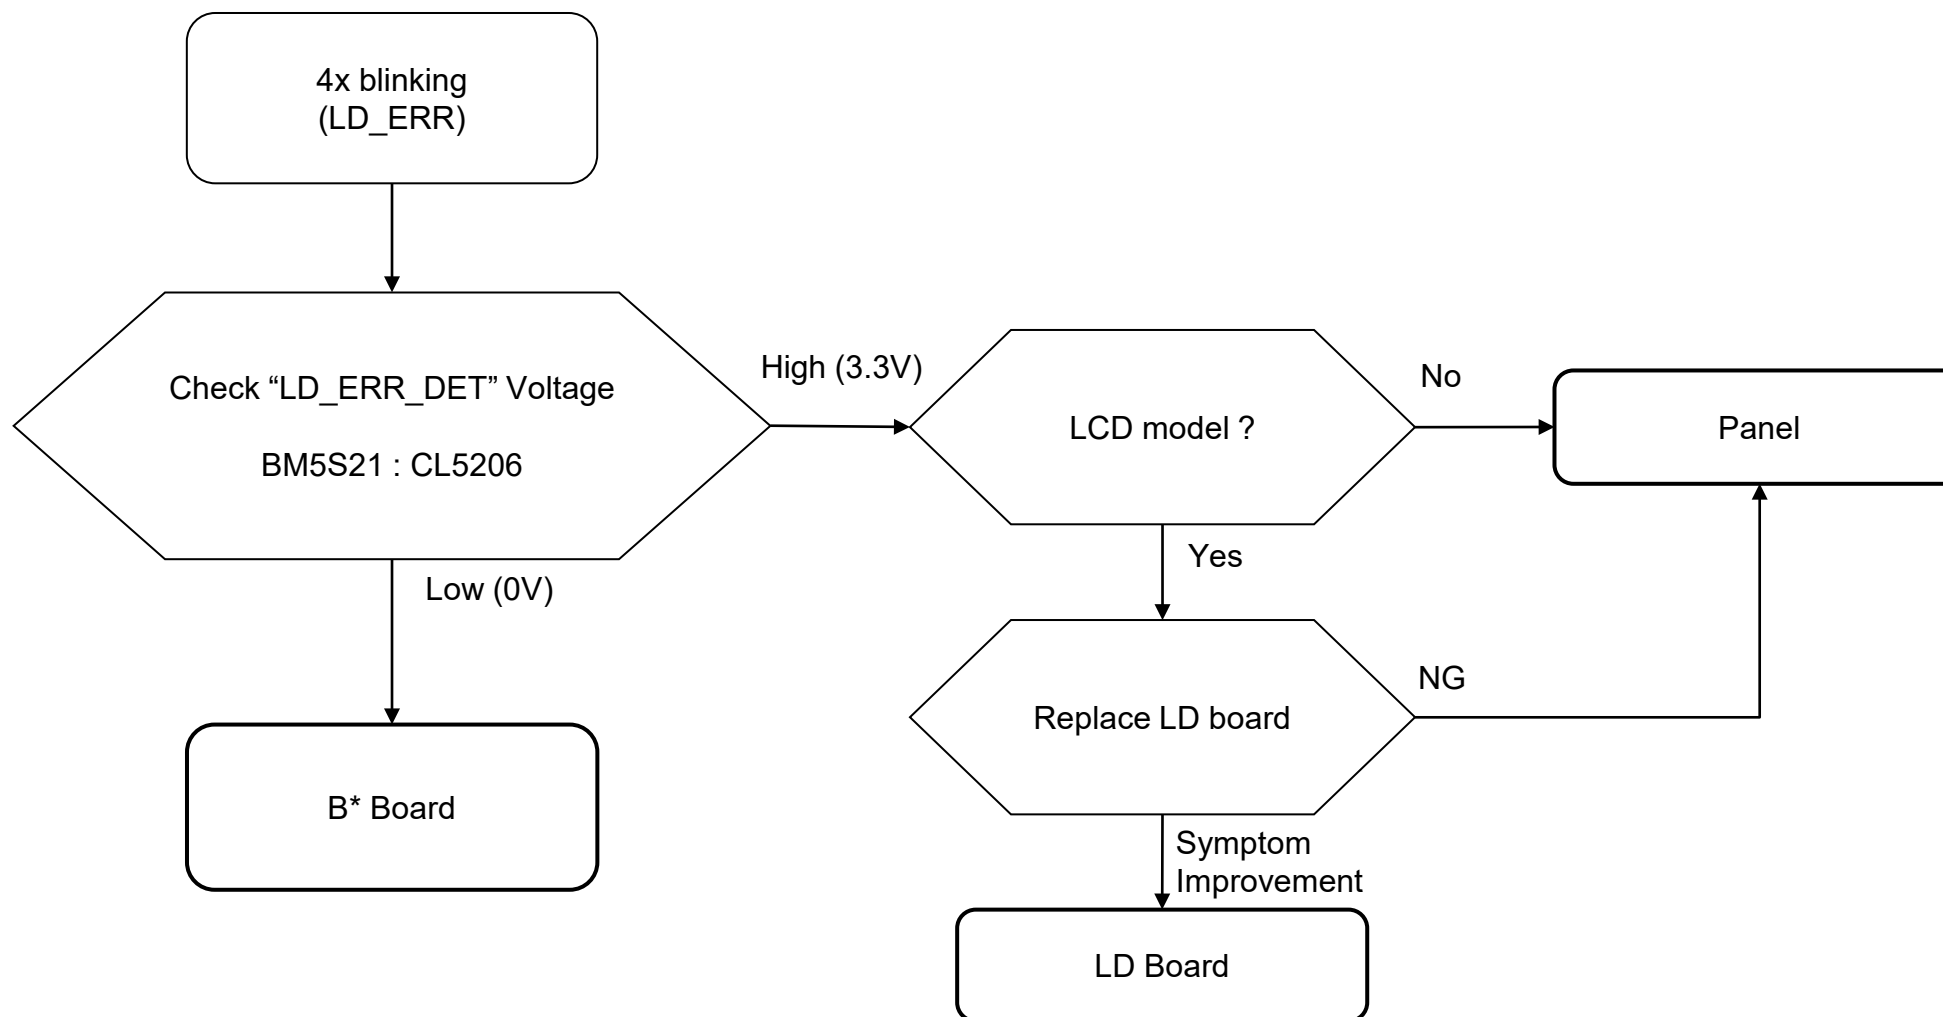 4x blinking
(LD_ERR)
Check “LD_ERR_DET” Voltage
BM5S21 : CL5206
High (3.3V)
LCD model ?
No
Panel
Low (0V)
Yes
Replace LD board
NG
B* Board
Symptom
Improvement
LD Board